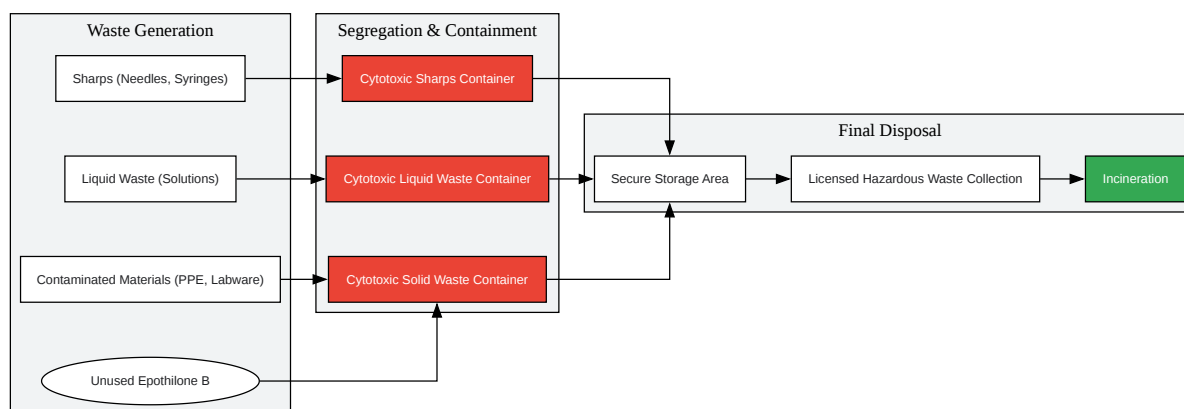 Waste Generation
Sharps (Needles, Syringes)
Liquid Waste (Solutions)
Contaminated Materials (PPE, Labware)
Unused Epothilone B
Segregation & Containment
Cytotoxic Sharps Container
Cytotoxic Liquid Waste Container
Cytotoxic Solid Waste Container
Final Disposal
Secure Storage Area
Licensed Hazardous Waste Collection
Incineration